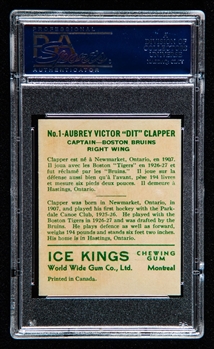 PSA
No.1-AUBREY VICTOR "DIT" CLAPPER
CAPTAIN—BOSTON BRUINS
RIGHT WING
Clapper est né à Newmarket, Ontario, en 1907.
Il joua avec les Boston "Tigers" en 1926-27 et
fut réclamé par les "Bruins." Il joue sur la
défense aussi bien qu'à l'avant, pèse 194 livres
et mesure six pieds et deux pouces. Il demeure
à Hastings, Ontario.
Clapper was born in Newmarket, Ontario, in
1907, and played his first hockey with the Park-
dale Canoe Club, 1925-26. He played with the
Boston Tigers in 1926-27 and was drafted by the
Bruins. He plays defense as well as forward,
weighs 194 pounds and stands six feet two inches.
His home is in Hastings, Ontario.
ICE KINGS CHEWING
GUM
World Wide Gum Co., Ltd. Montreal
Printed in Canada.